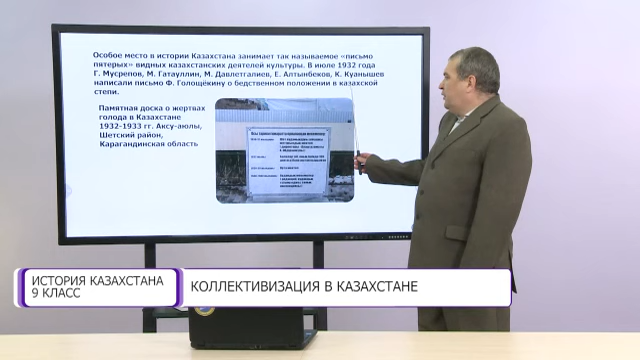 Особое место в истории Казахстана занимает так называемое «письмо
пятерых» видных казахстанских деятелей культуры. В июле 1932 года
Г. Мусрепов, М. Гатауллин, М. Давлетгалиев, Е. Алтынбеков, К. Куанышев
написали письмо Ф. Голощёкину о бедственном положении в казахской
степи.
Памятная доска о жертвах
голода в Казахстане
1932-1933 гг. Аксу-аюлы,
Шетский район,
Карагандинская область
ИСТОРИЯ КАЗАХСТАНА
9 КЛАСС
КОЛЛЕКТИВИЗАЦИЯ В КАЗАХСТАНЕ